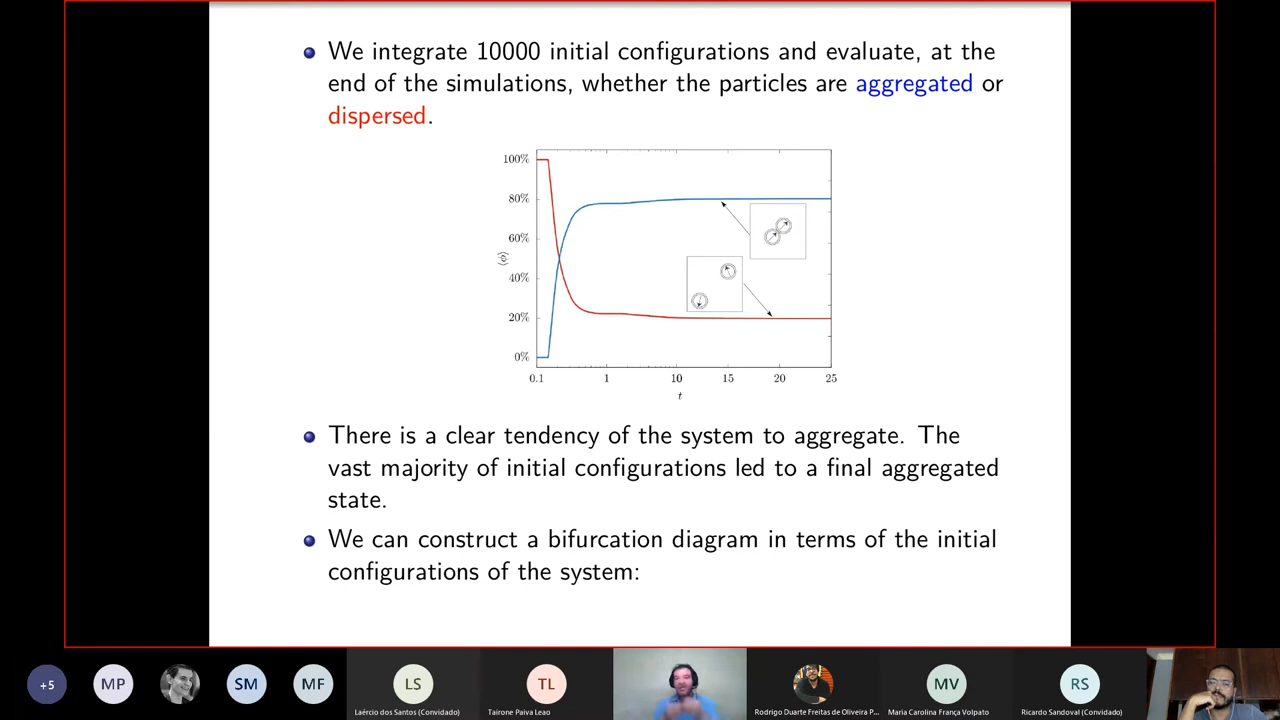 We integrate 10000 initial configurations and evaluate, at the
end of the simulations, whether the particles are aggregated or
dispersed.
100%
80%
60%
40%
20%
0%
⟨ϕ⟩
0.1 1 10 15 20 25
t
There is a clear tendency of the system to aggregate. The
vast majority of initial configurations led to a final aggregated
state.
We can construct a bifurcation diagram in terms of the initial
configurations of the system:
+5 MP SM MF LS TL MV RS
Laércio dos Santos (Convidado) Tairone Paiva Leao Rodrigo Duarte Freitas de Oliveira P... Maria Carolina França Volpato Ricardo Sandoval (Convidado)